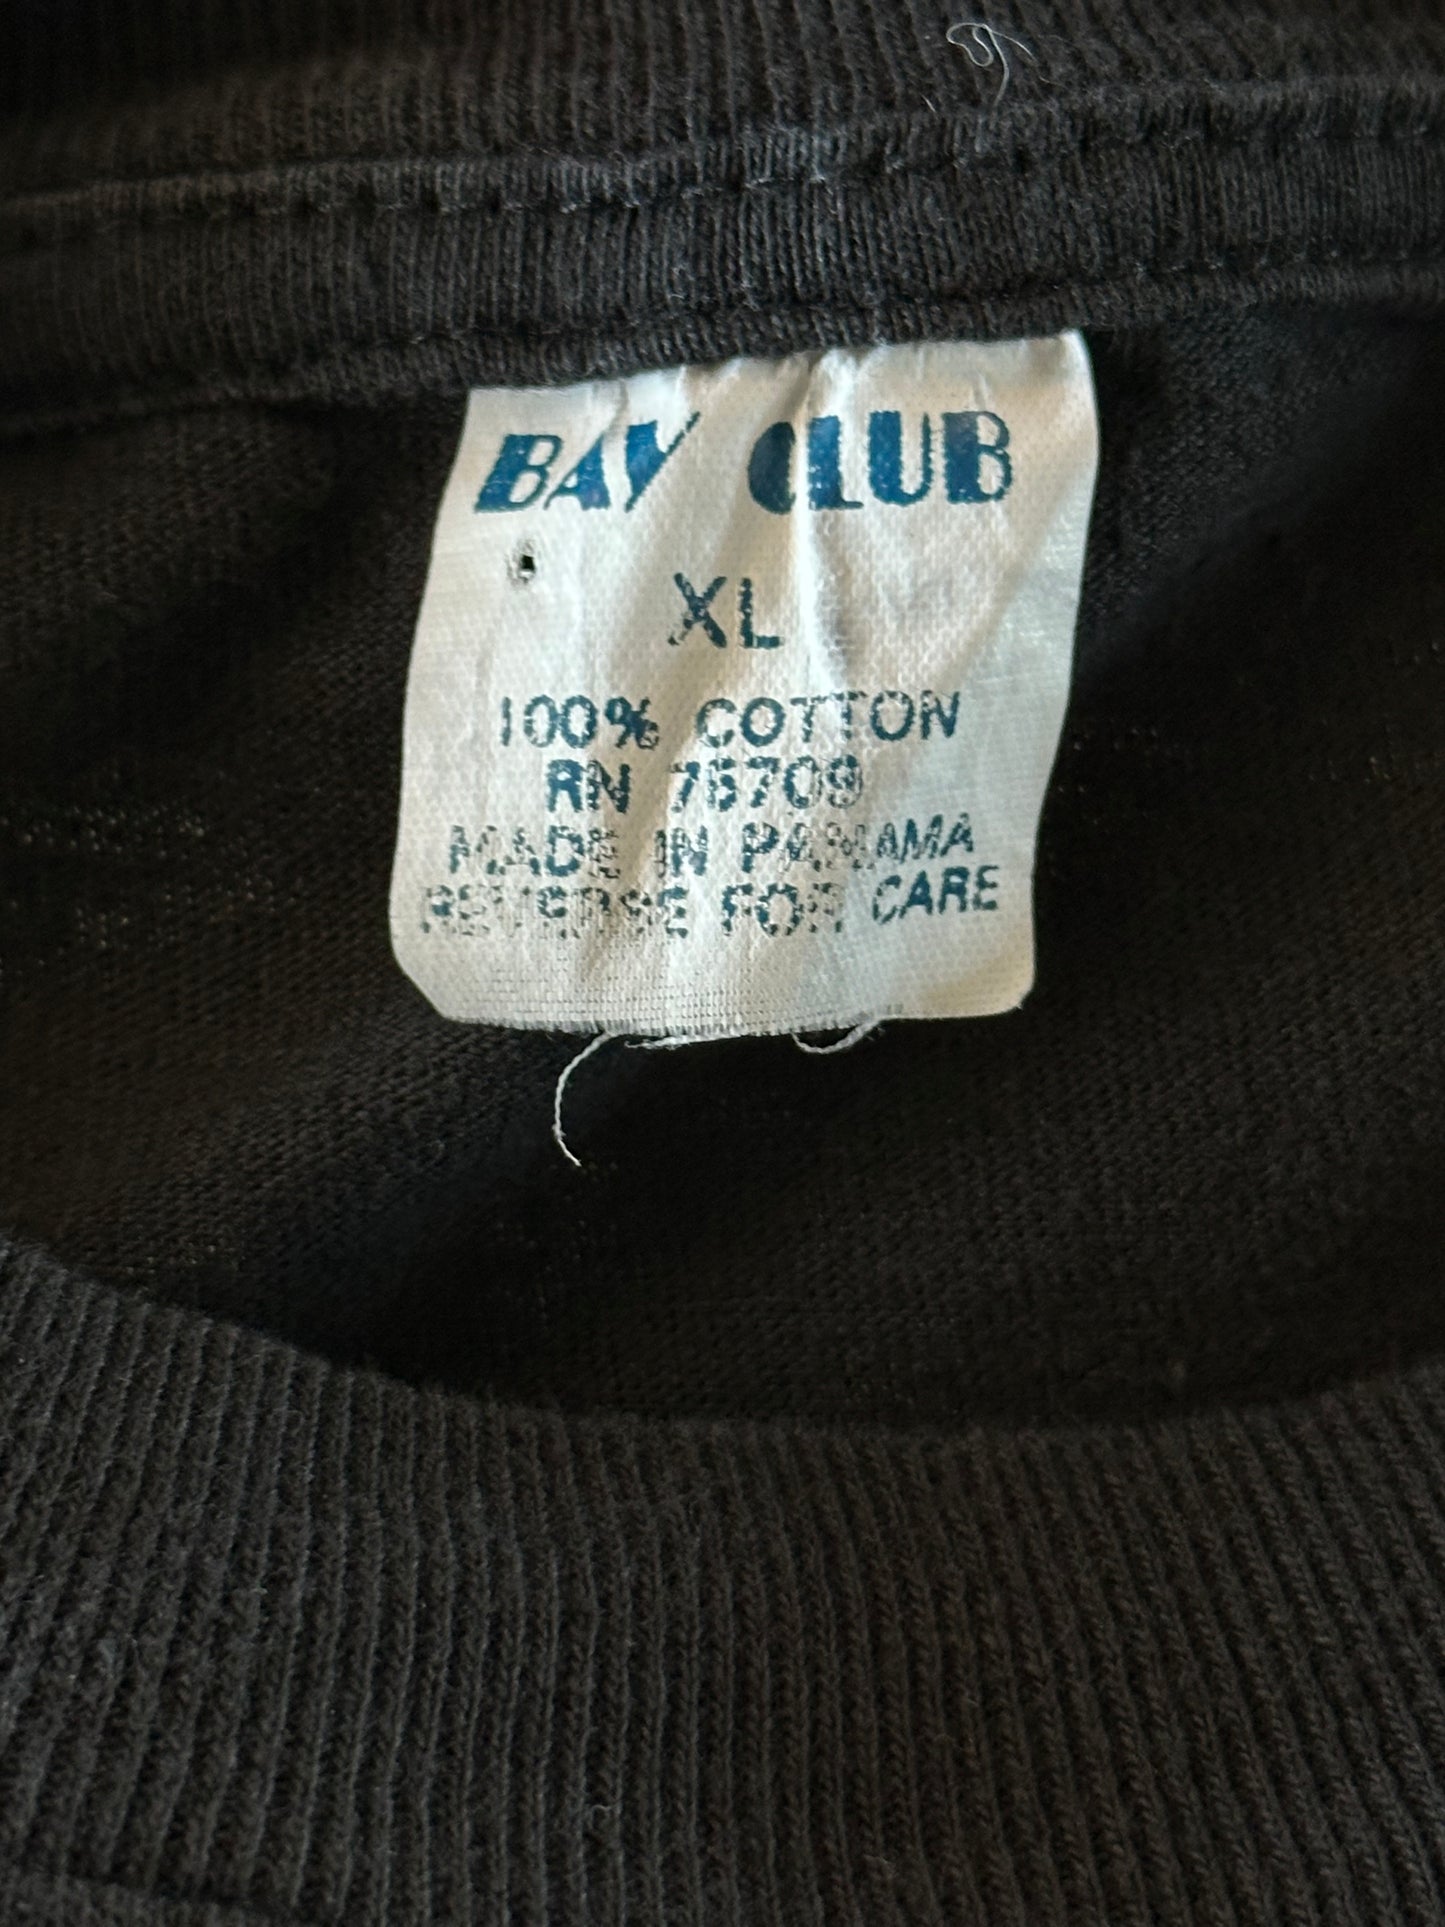 BAY CLUB
XL
100% COTTON
RN 76709
MADE IN PANAMA
REVERSE FOR CARE